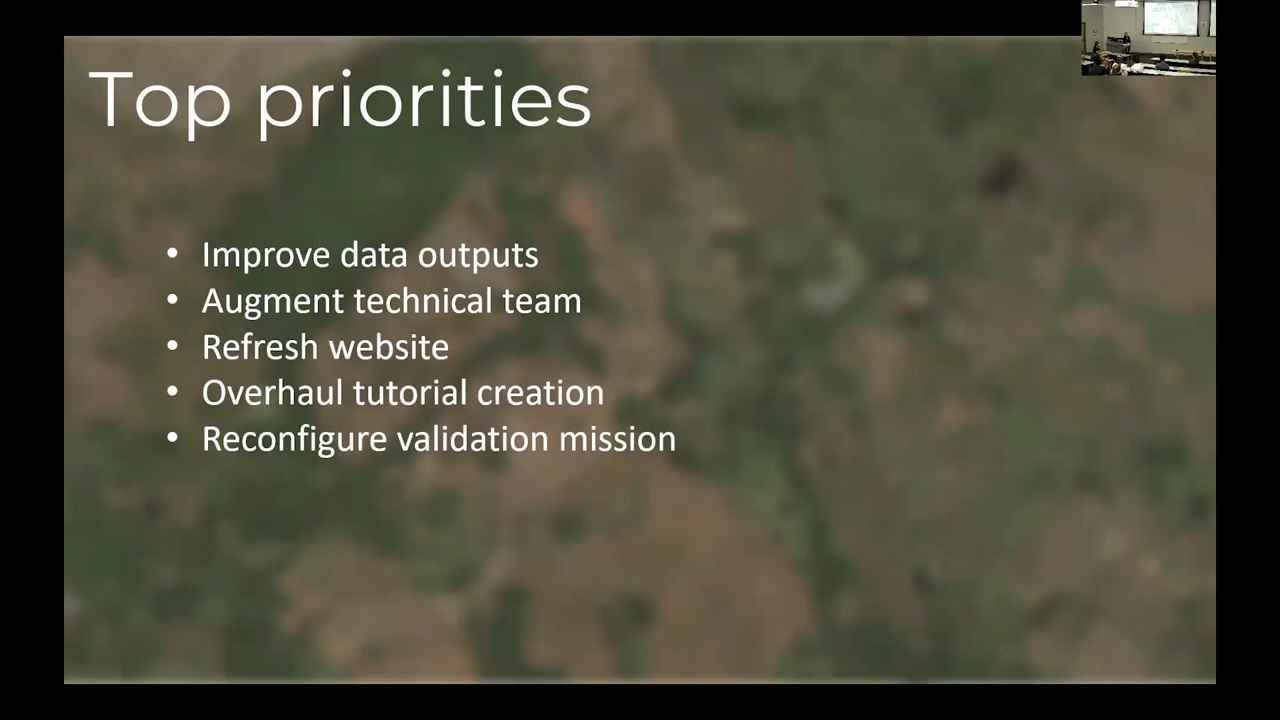 Top priorities
• Improve data outputs
• Augment technical team
• Refresh website
• Overhaul tutorial creation
• Reconfigure validation mission